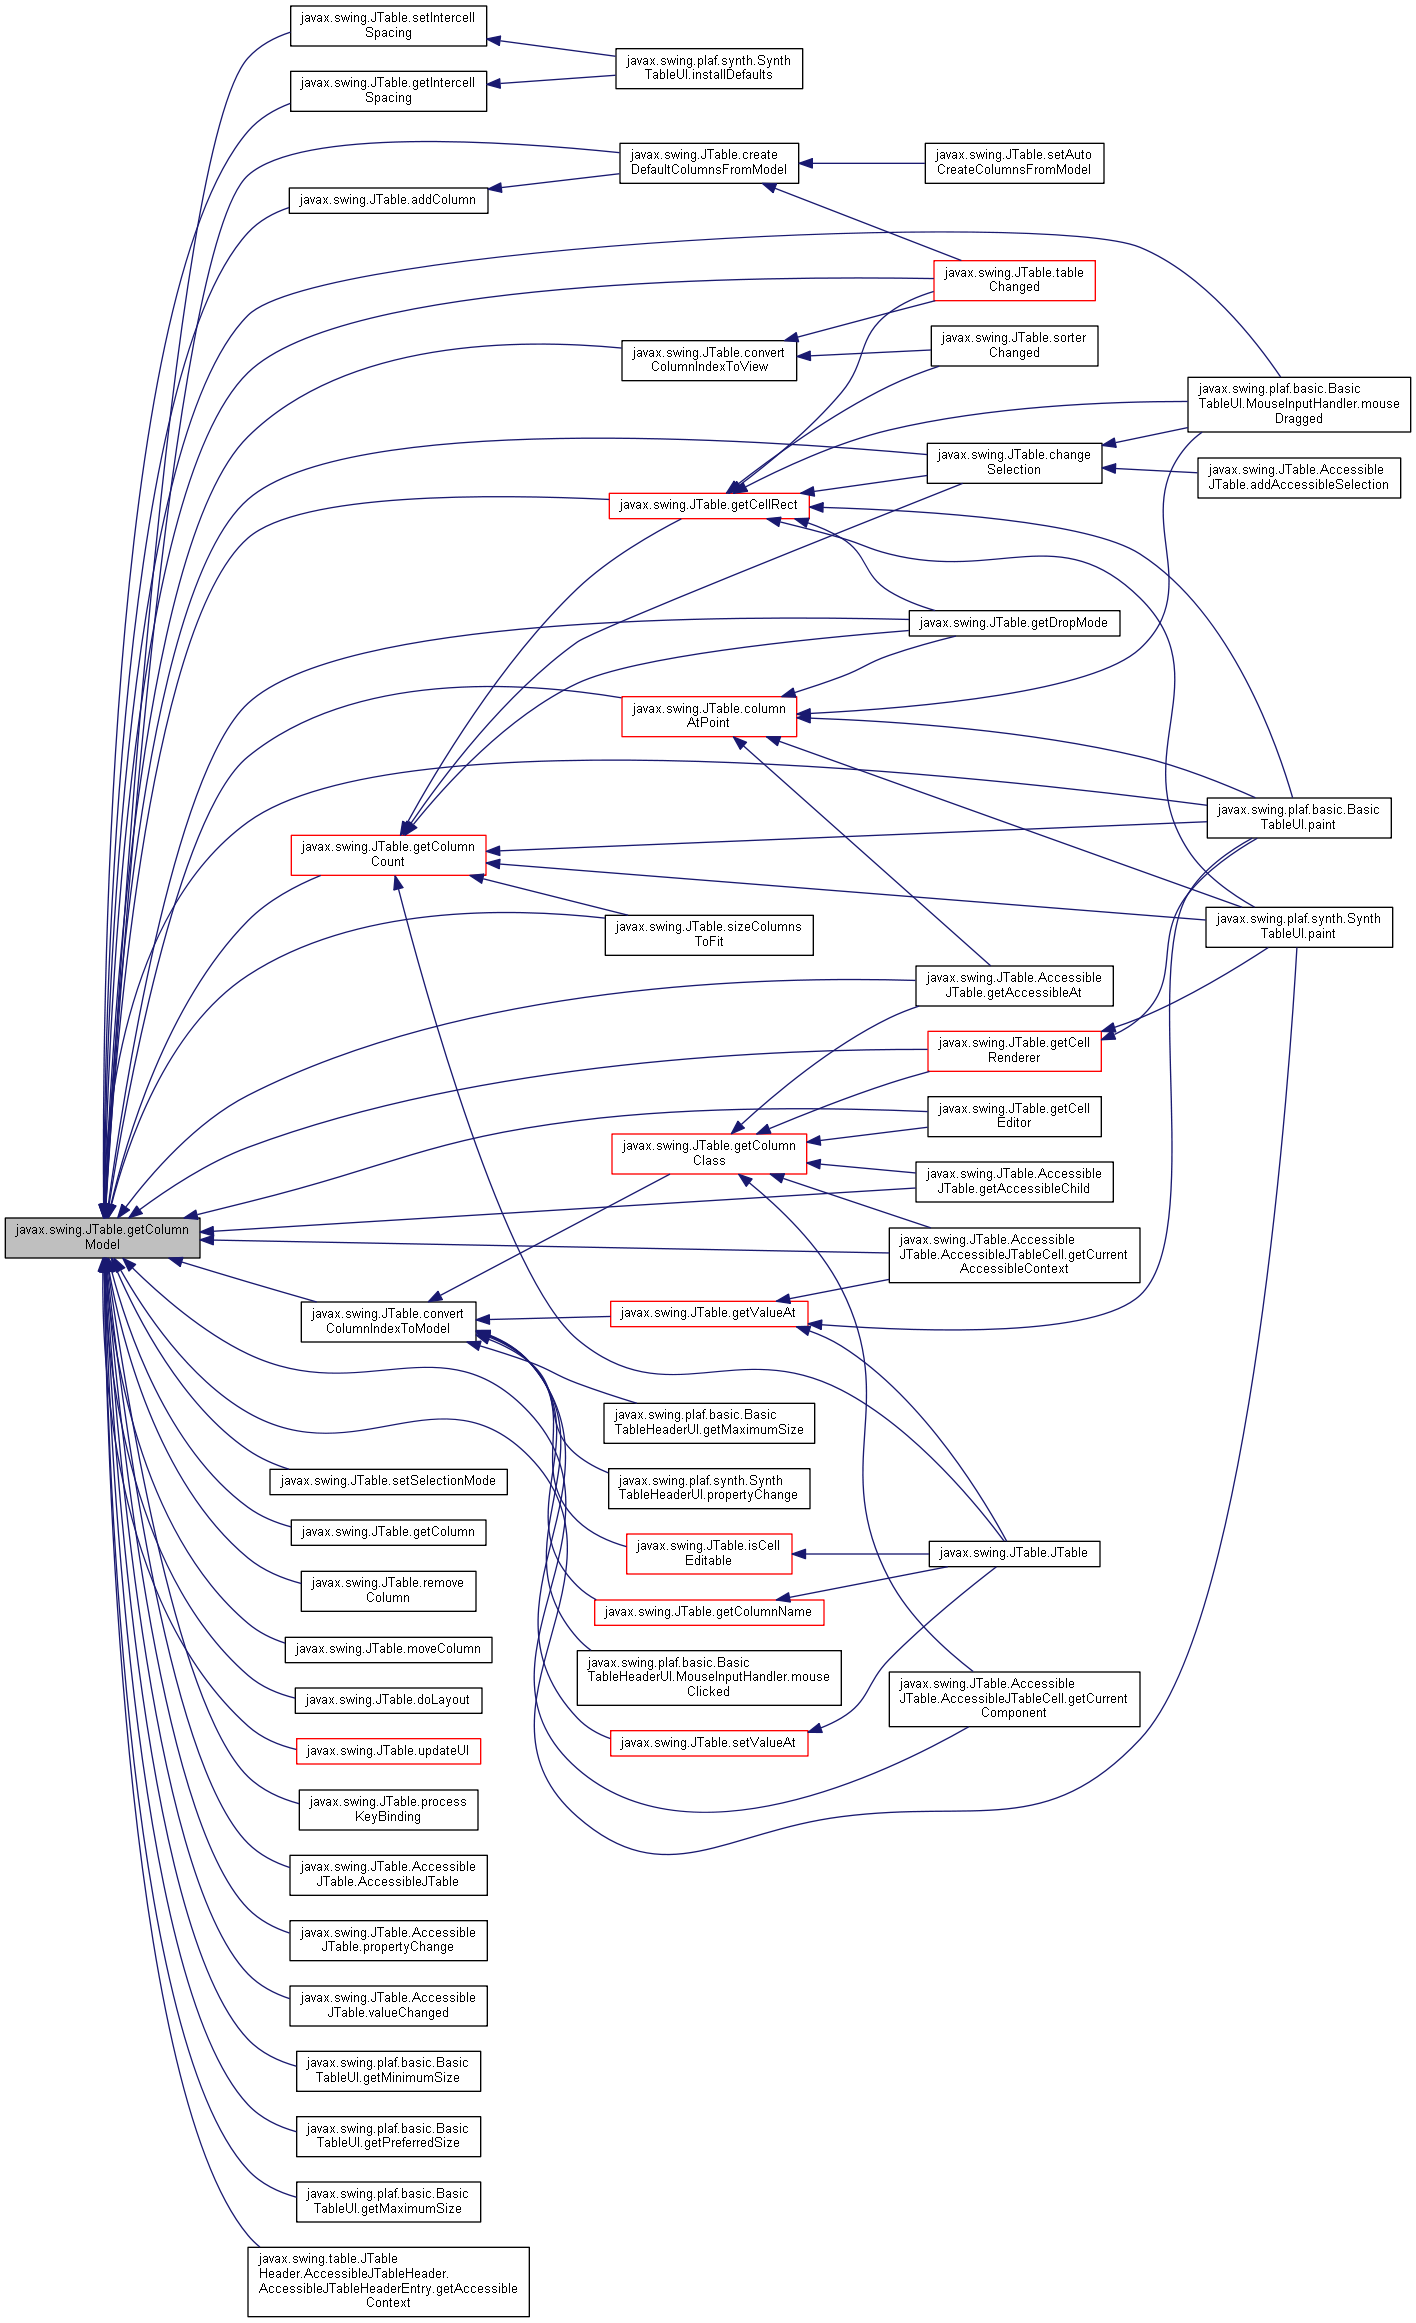 javax.swing.JTable.setIntercell
Spacing
javax.swing.plaf.synth.Synth
TableUI.installDefaults
javax.swing.JTable.getIntercell
Spacing
javax.swing.JTable.create
DefaultColumnsFromModel
javax.swing.JTable.setAuto
CreateColumnsFromModel
javax.swing.JTable.addColumn
javax.swing.JTable.table
Changed
javax.swing.JTable.convert
ColumnIndexToView
javax.swing.JTable.sorter
Changed
javax.swing.plaf.basic.Basic
TableUI.MouseInputHandler.mouse
Dragged
javax.swing.JTable.change
Selection
javax.swing.JTable.Accessible
JTable.addAccessibleSelection
javax.swing.JTable.getCellRect
javax.swing.JTable.getDropMode
javax.swing.JTable.column
AtPoint
javax.swing.plaf.basic.Basic
TableUI.paint
javax.swing.JTable.getColumn
Count
javax.swing.JTable.sizeColumns
ToFit
javax.swing.plaf.synth.Synth
TableUI.paint
javax.swing.JTable.Accessible
JTable.getAccessibleAt
javax.swing.JTable.getCell
Renderer
javax.swing.JTable.getCell
Editor
javax.swing.JTable.getColumn
Class
javax.swing.JTable.Accessible
JTable.getAccessibleChild
javax.swing.JTable.getColumn
Model
javax.swing.JTable.Accessible
JTable.AccessibleJTableCell.getCurrent
AccessibleContext
javax.swing.JTable.convert
ColumnIndexToModel
javax.swing.JTable.getValueAt
javax.swing.plaf.basic.Basic
TableHeaderUI.getMaximumSize
javax.swing.JTable.setSelectionMode
javax.swing.plaf.synth.Synth
TableHeaderUI.propertyChange
javax.swing.JTable.getColumn
javax.swing.JTable.isCell
Editable
javax.swing.JTable.JTable
javax.swing.JTable.remove
Column
javax.swing.JTable.getColumnName
javax.swing.JTable.moveColumn
javax.swing.plaf.basic.Basic
TableHeaderUI.MouseInputHandler.mouse
Clicked
javax.swing.JTable.Accessible
JTable.AccessibleJTableCell.getCurrent
Component
javax.swing.JTable.doLayout
javax.swing.JTable.setValueAt
javax.swing.JTable.updateUI
javax.swing.JTable.process
KeyBinding
javax.swing.JTable.Accessible
JTable.AccessibleJTable
javax.swing.JTable.Accessible
JTable.propertyChange
javax.swing.JTable.Accessible
JTable.valueChanged
javax.swing.plaf.basic.Basic
TableUI.getMinimumSize
javax.swing.plaf.basic.Basic
TableUI.getPreferredSize
javax.swing.plaf.basic.Basic
TableUI.getMaximumSize
javax.swing.table.JTable
Header.AccessibleJTableHeader.
AccessibleJTableHeaderEntry.getAccessible
Context